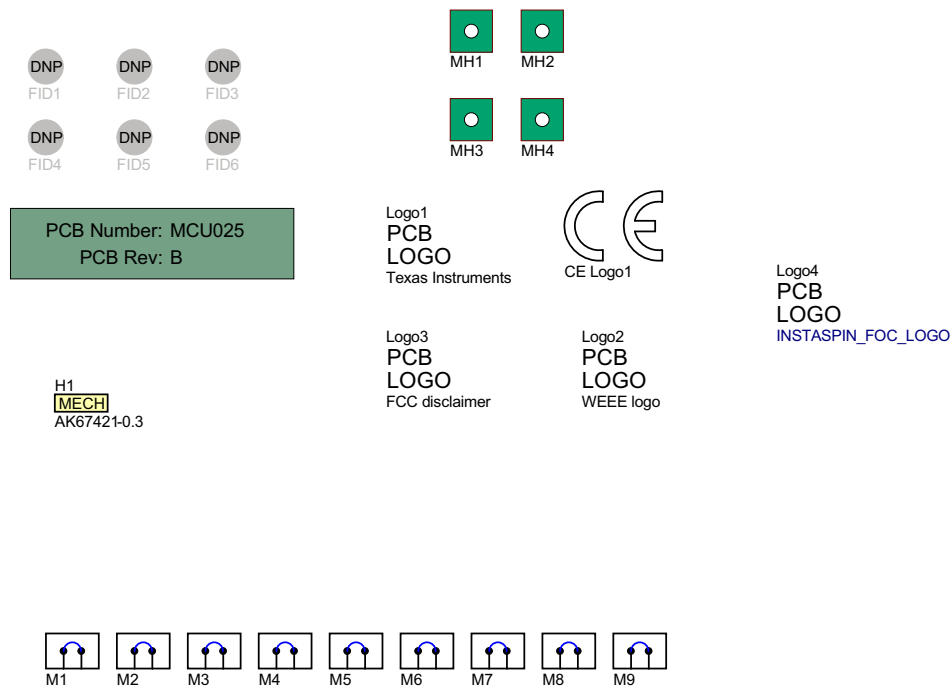 MH1 MH2
DNP DNP DNP
FID1 FID2 FID3
MH3 MH4
DNP DNP DNP
FID4 FID5 FID6
PCB Number: MCU025
PCB Rev: B
Logo1
PCB
LOGO
Texas Instruments
CE
CE Logo1
Logo4
PCB
LOGO
INSTASPIN_FOC_LOGO
Logo3
PCB
LOGO
FCC disclaimer
Logo2
PCB
LOGO
WEEE logo
H1
MECH
AK67421-0.3
M1 M2 M3 M4 M5 M6 M7 M8 M9